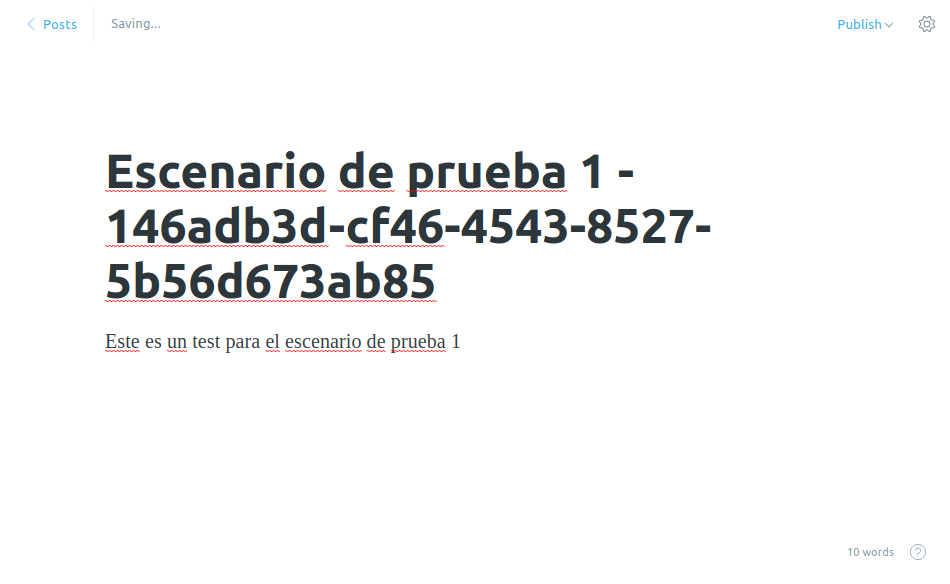 Posts
Saving...
Publish
Escenario de prueba 1 -
146adb3d-cf46-4543-8527-
5b56d673ab85
Este es un test para el escenario de prueba 1
10 words
?